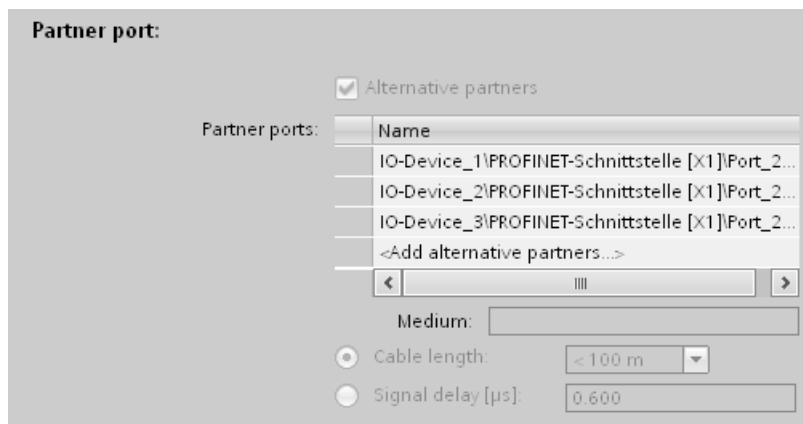 Partner port:
Alternative partners
Partner ports:
Name
IO-Device_1\PROFINET-Schnittstelle [X1]\Port_2...
IO-Device_2\PROFINET-Schnittstelle [X1]\Port_2...
IO-Device_3\PROFINET-Schnittstelle [X1]\Port_2...
<Add alternative partners...>
Medium:
Cable length: < 100 m
Signal delay [µs]: 0.600